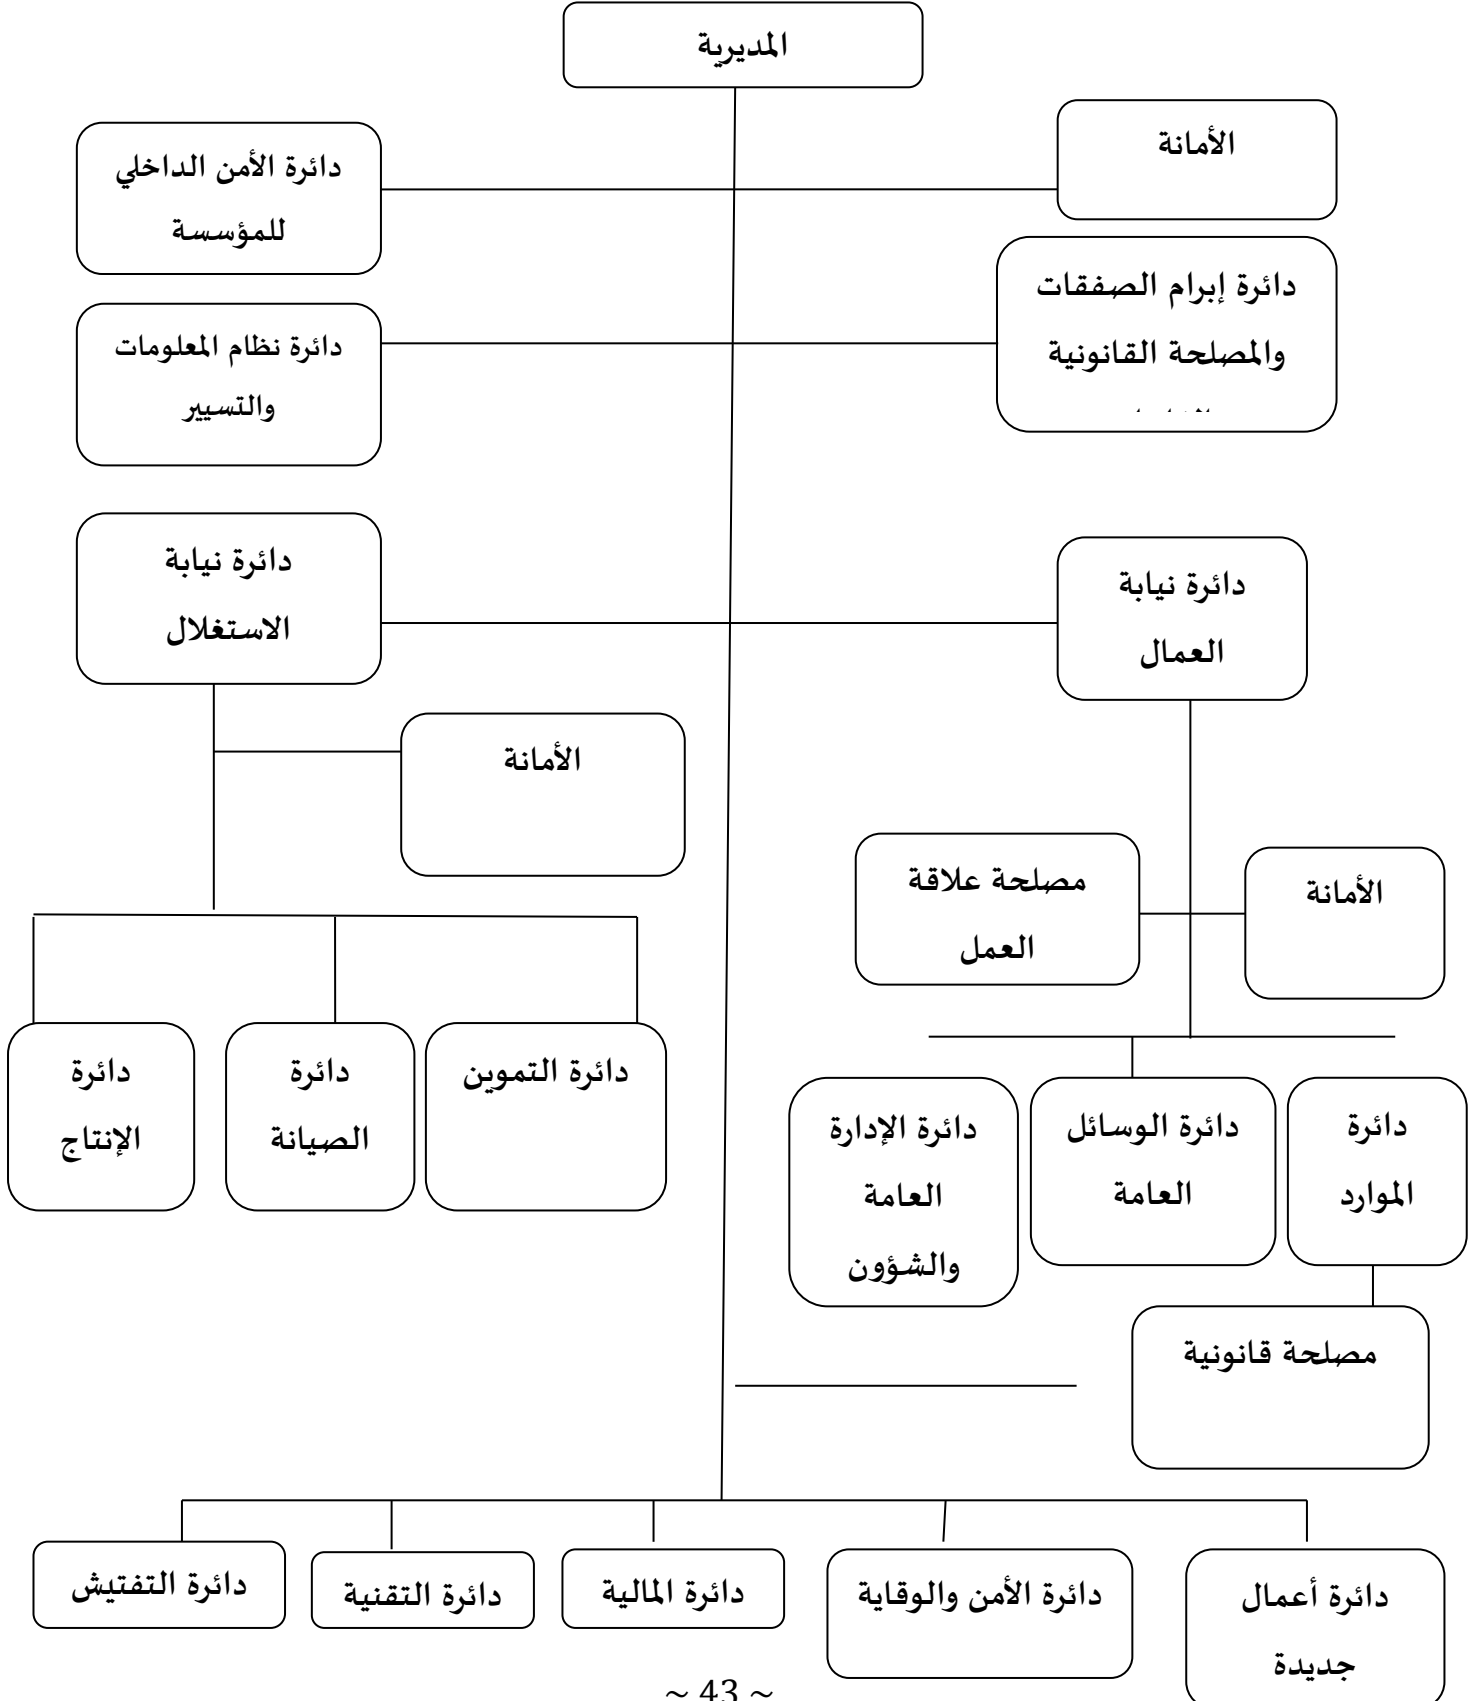 المديرية
الأمانة
دائرة الأمن الداخلي
للمؤسسة
دائرة إبرام الصفقات
والمصلحة القانونية
دائرة نظام المعلومات
والتسيير
دائرة نيابة
العمال
دائرة نيابة
الاستغلال
الأمانة
الأمانة
مصلحة علاقة
العمل
دائرة
الموارد
دائرة الوسائل
العامة
دائرة الإدارة
العامة
والشؤون
دائرة التموين
دائرة
الصيانة
دائرة
الإنتاج
مصلحة قانونية
دائرة أعمال
جديدة
دائرة الأمن والوقاية
دائرة المالية
دائرة التقنية
دائرة التفتيش
~ 43 ~